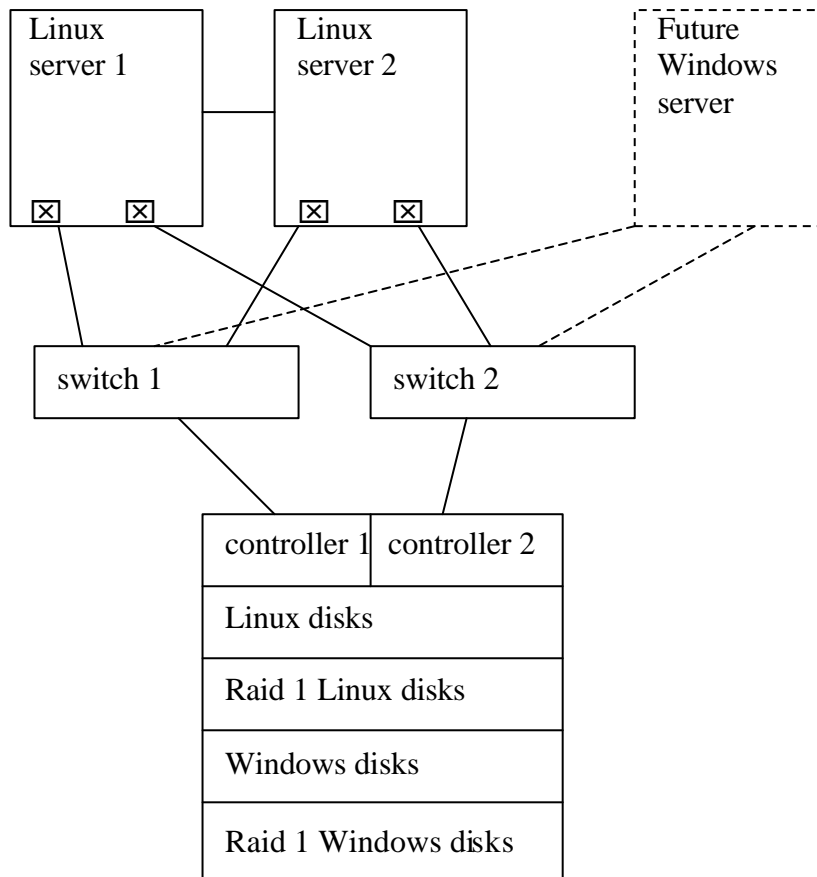 Linux
server 1
Linux
server 2
Future
Windows
server
switch 1
switch 2
controller 1
controller 2
Linux disks
Raid 1 Linux disks
Windows disks
Raid 1 Windows disks